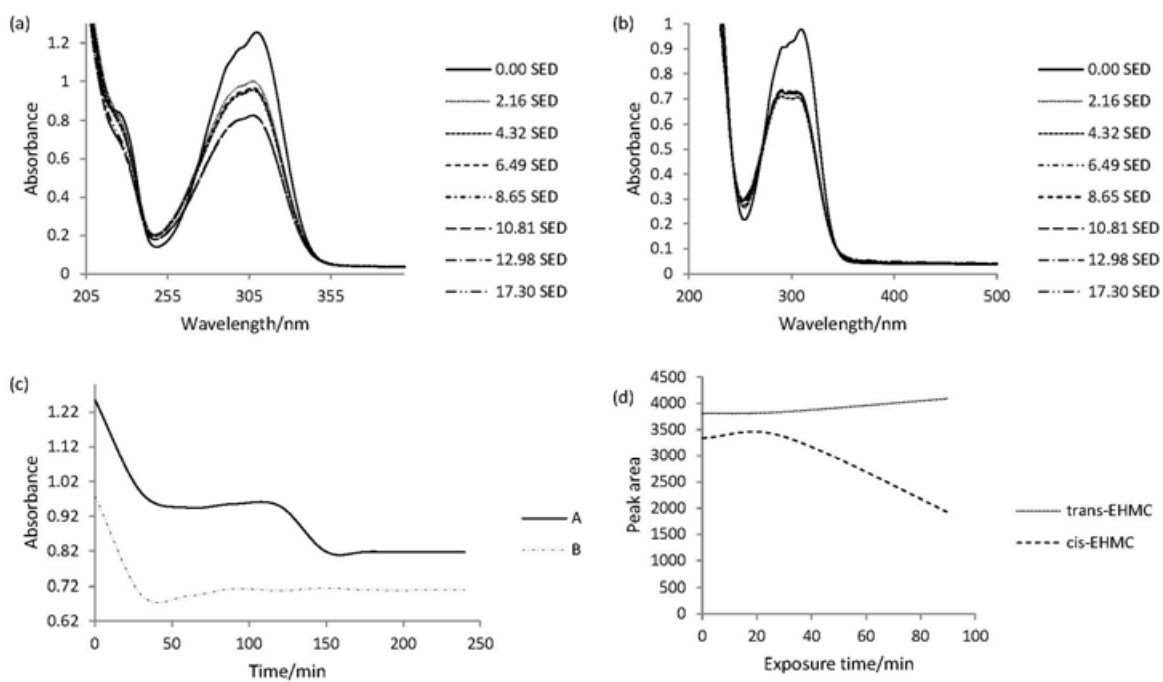 (a)
1.2
1
0.8
0.6
0.4
0.2
0
Absorbance
205 255 305 355
Wavelength/nm
0.00 SED
2.16 SED
4.32 SED
6.49 SED
8.65 SED
10.81 SED
12.98 SED
17.30 SED
(b)
1
0.9
0.8
0.7
0.6
0.5
0.4
0.3
0.2
0.1
0
Absorbance
200 300 400 500
Wavelength/nm
0.00 SED
2.16 SED
4.32 SED
6.49 SED
8.65 SED
10.81 SED
12.98 SED
17.30 SED
(c)
1.22
1.12
1.02
0.92
0.82
0.72
0.62
Absorbance
0 50 100 150 200 250
Time/min
A
B
(d)
4500
4000
3500
3000
2500
2000
1500
1000
500
0
Peak area
0 20 40 60 80 100
Exposure time/min
trans-EHMC
cis-EHMC